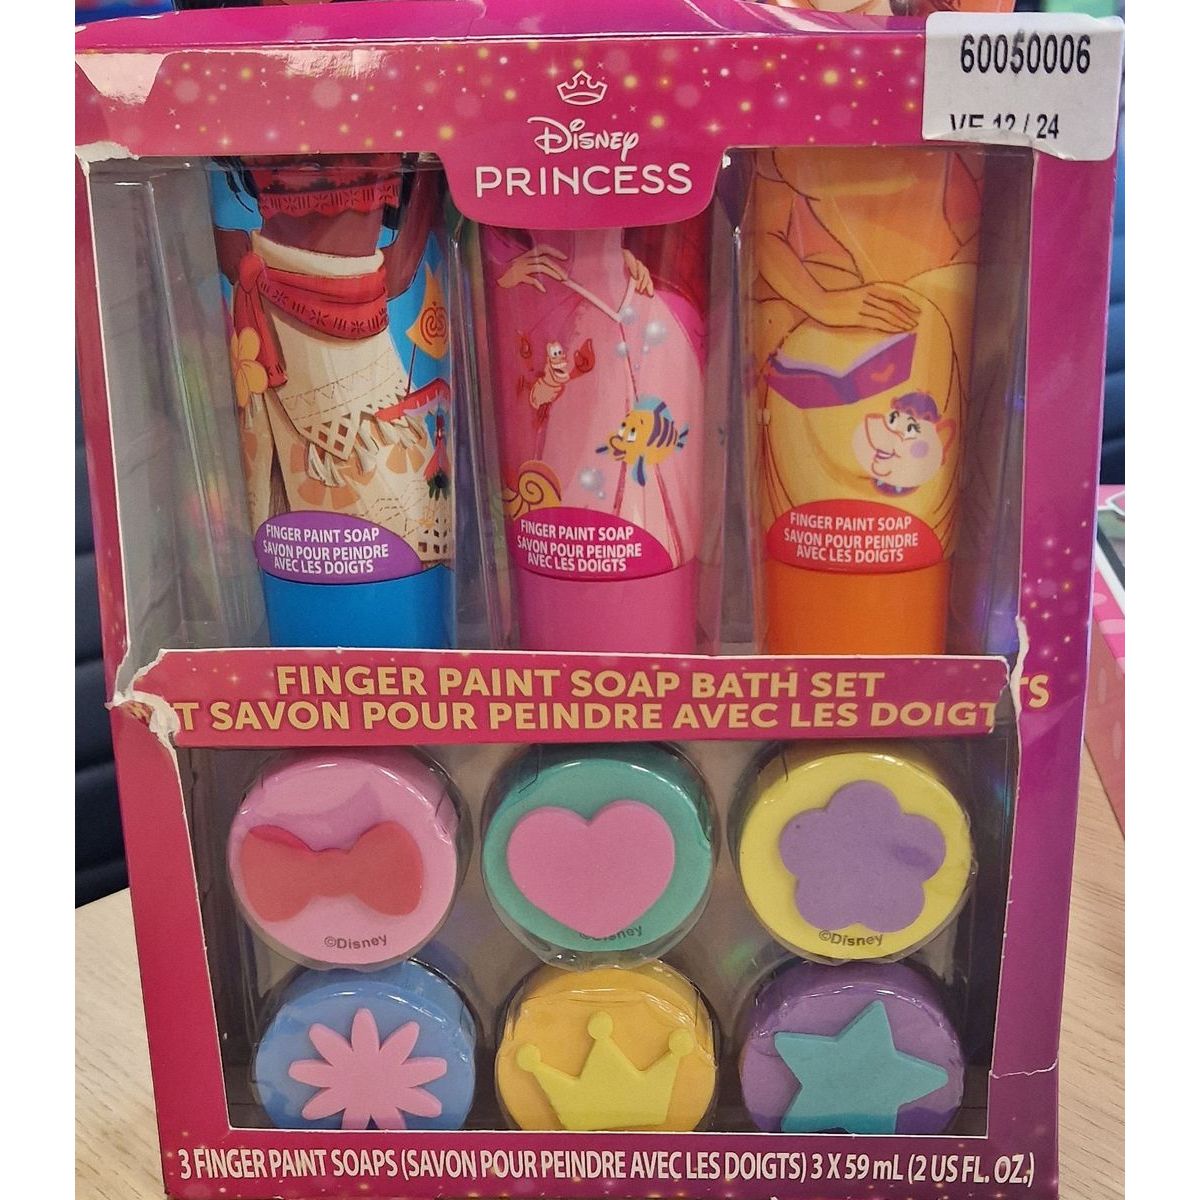 60050006
VE 12 / 24
Disney
PRINCESS
FINGER PAINT SOAP
SAVON POUR PEINDRE
AVEC LES DOIGTS
FINGER PAINT SOAP
SAVON POUR PEINDRE
AVEC LES DOIGTS
FINGER PAINT SOAP
SAVON POUR PEINDRE
AVEC LES DOIGTS
FINGER PAINT SOAP BATH SET
T SAVON POUR PEINDRE AVEC LES DOIGTS
©Disney
©Disney
©Disney
3 FINGER PAINT SOAPS (SAVON POUR PEINDRE AVEC LES DOIGTS) 3 X 59 mL (2 US FL. OZ.)